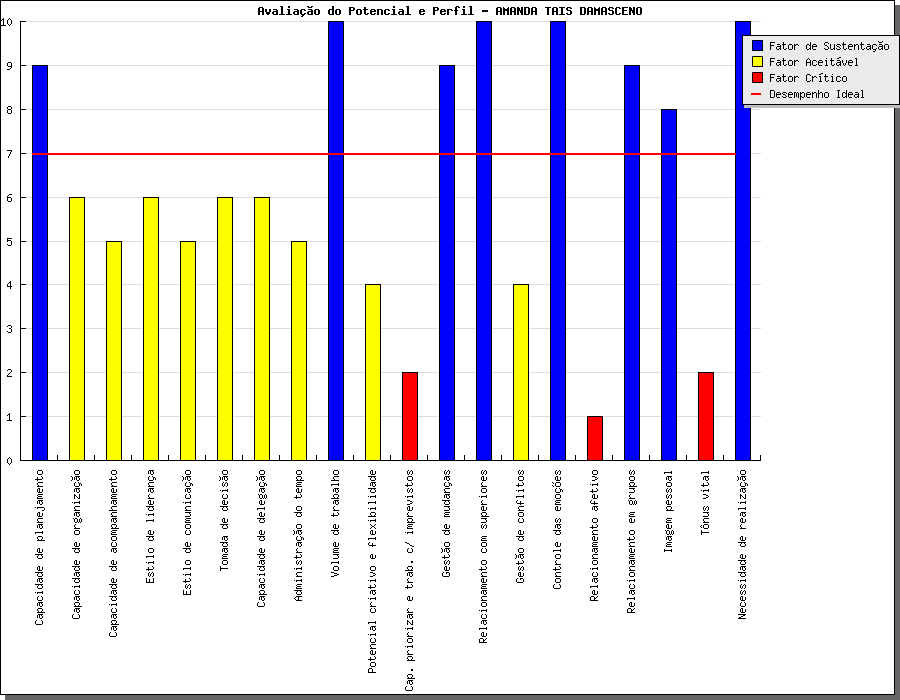 Avaliação do Potencial e Perfil - AMANDA TAIS DAMASCENO
10
9
8
7
6
5
4
3
2
1
0
Fator de Sustentação
Fator Aceitável
Fator Crítico
Desempenho Ideal
Capacidade de planejamento
Capacidade de organização
Capacidade de acompanhamento
Estilo de liderança
Estilo de comunicação
Tomada de decisão
Capacidade de delegação
Administração do tempo
Volume de trabalho
Potencial criativo e flexibilidade
Cap. priorizar e trab. c/ imprevistos
Gestão de mudanças
Relacionamento com superiores
Gestão de conflitos
Controle das emoções
Relacionamento afetivo
Relacionamento em grupos
Imagem pessoal
Tônus vital
Necessidade de realização